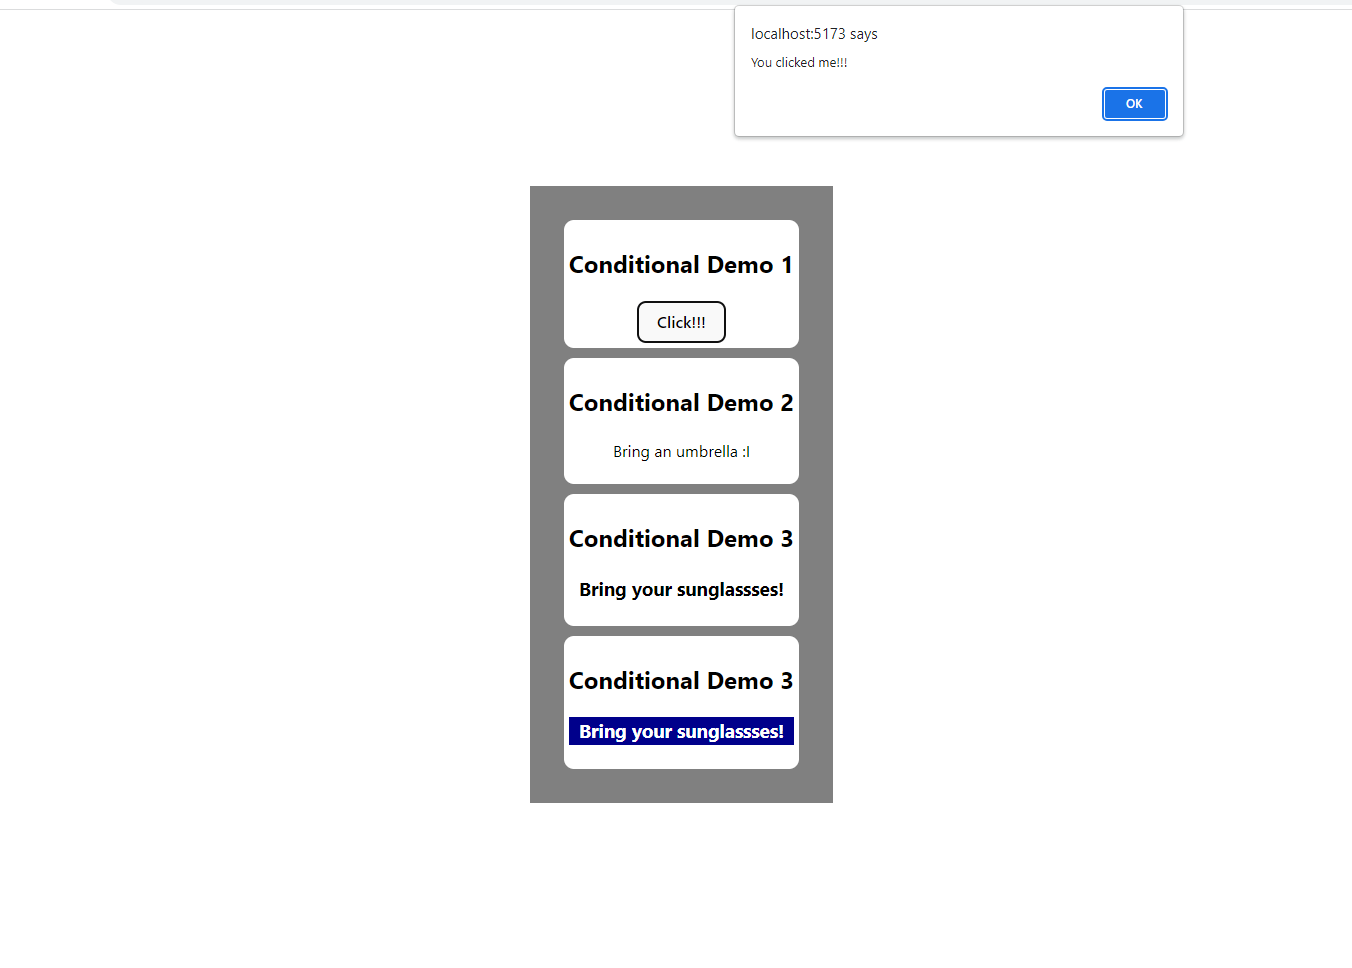 localhost:5173 says
You clicked me!!!
OK
Conditional Demo 1
Click!!!
Conditional Demo 2
Bring an umbrella :I
Conditional Demo 3
Bring your sunglassses!
Conditional Demo 3
Bring your sunglassses!